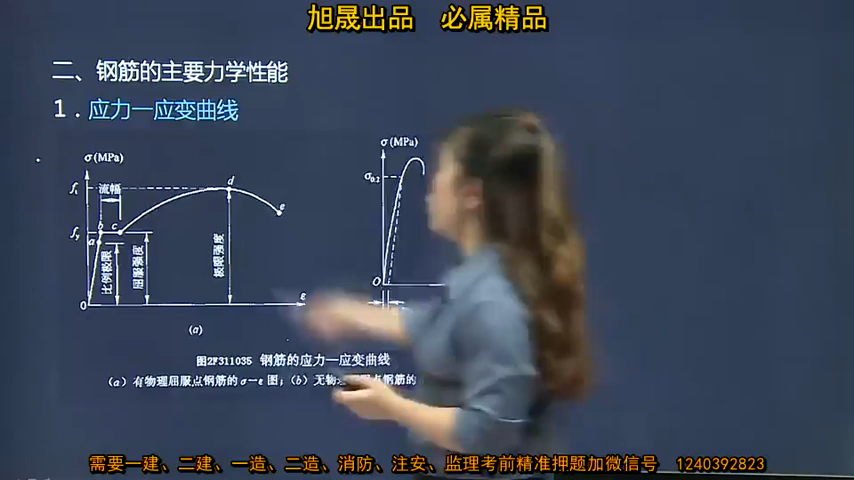 旭晟出品 必属精品
二、钢筋的主要力学性能
1．应力—应变曲线
σ(MPa)
σ(MPa)
σ0.2
ft
流幅
d
e
b
c
fy
a
比例极限
屈服强度
极限强度
O
0
ε
(a)
图2F311035 钢筋的应力—应变曲线
（a）有物理屈服点钢筋的σ—ε图；（b）无物 点钢筋的
需要一建、二建、一造、二造、消防、注安、监理考前精准押题加微信号 1240392823